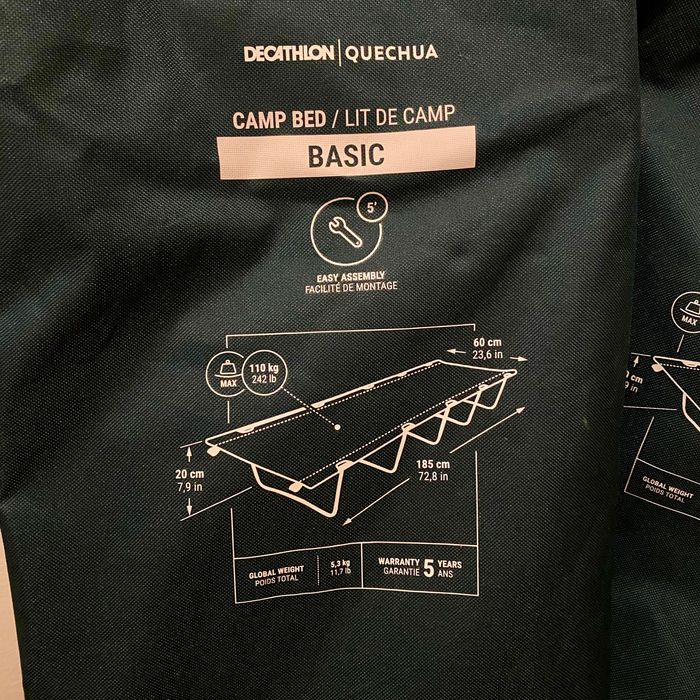 DECATHLON | QUECHUA
CAMP BED / LIT DE CAMP
BASIC
5'
EASY ASSEMBLY
FACILITÉ DE MONTAGE
60 cm
23,6 in
MAX
110 kg
242 lb
20 cm
7,9 in
185 cm
72,8 in
GLOBAL WEIGHT
POIDS TOTAL
5,3 kg
11,7 lb
WARRANTY 5 YEARS
GARANTIE ANS
MAX
cm
in
GLOBAL WEIGHT
POIDS TOTAL